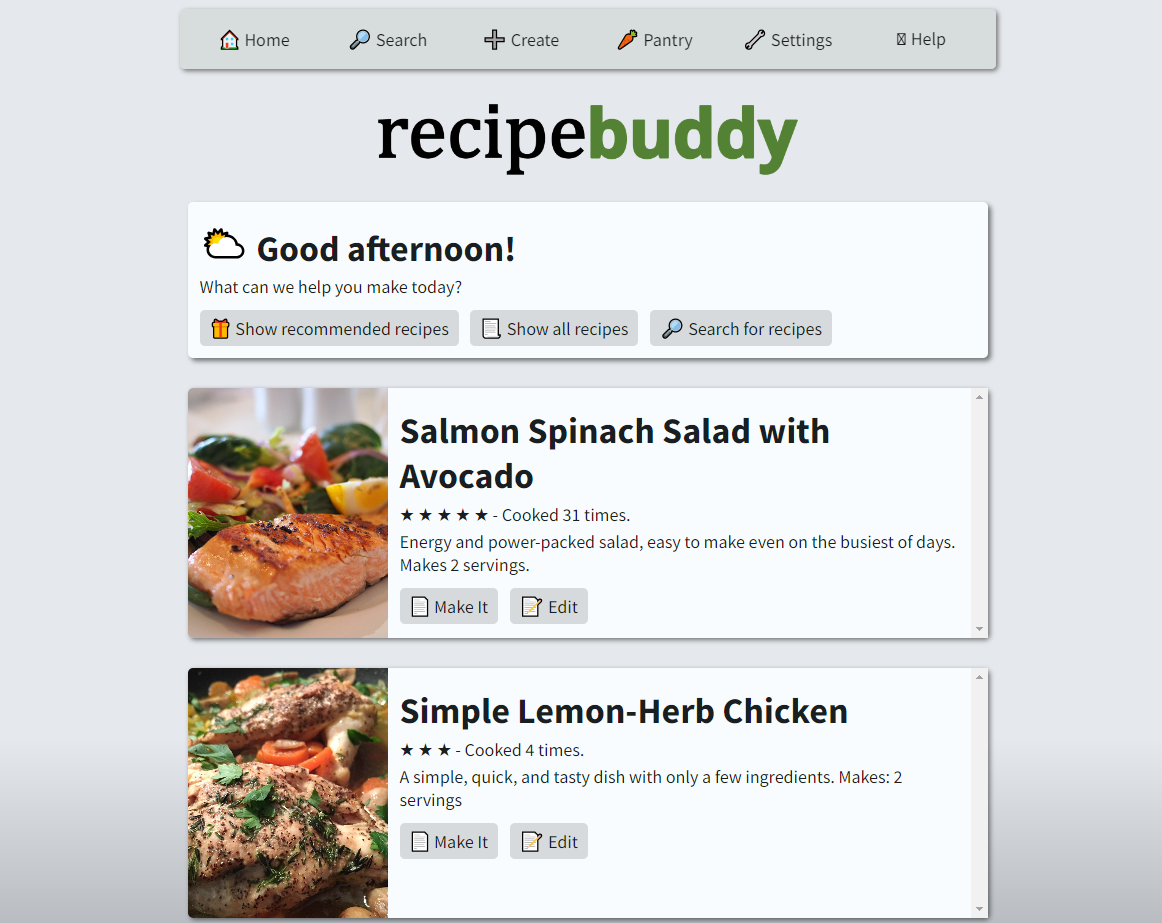 Home Search Create Pantry Settings Help
recipebuddy
Good afternoon!
What can we help you make today?
Show recommended recipes Show all recipes Search for recipes
Salmon Spinach Salad with
Avocado
★ ★ ★ ★ ★ - Cooked 31 times.
Energy and power-packed salad, easy to make even on the busiest of days.
Makes 2 servings.
Make It Edit
Simple Lemon-Herb Chicken
★ ★ ★ - Cooked 4 times.
A simple, quick, and tasty dish with only a few ingredients. Makes: 2
servings
Make It Edit